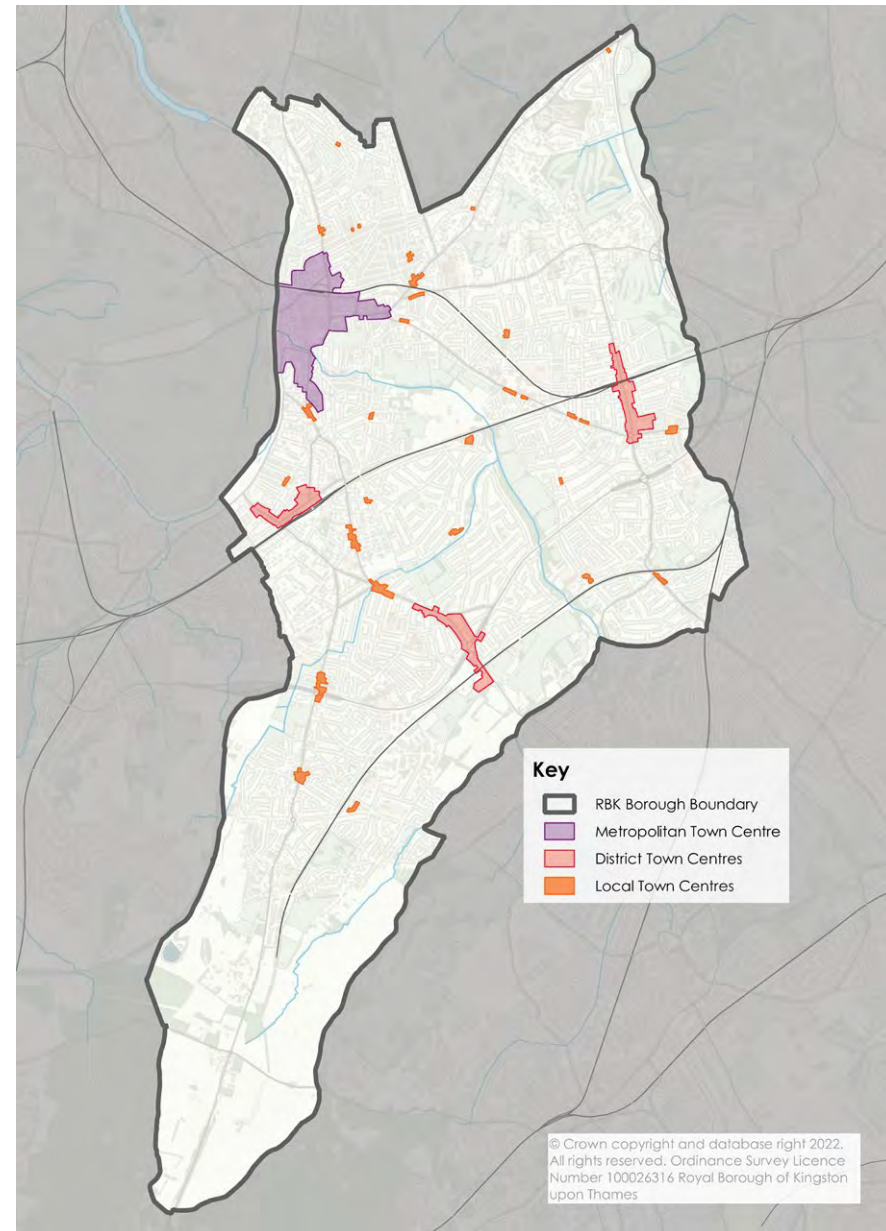 Key
RBK Borough Boundary
Metropolitan Town Centre
District Town Centres
Local Town Centres
© Crown copyright and database right 2022.
All rights reserved. Ordinance Survey Licence
Number 100026316 Royal Borough of Kingston
upon Thames